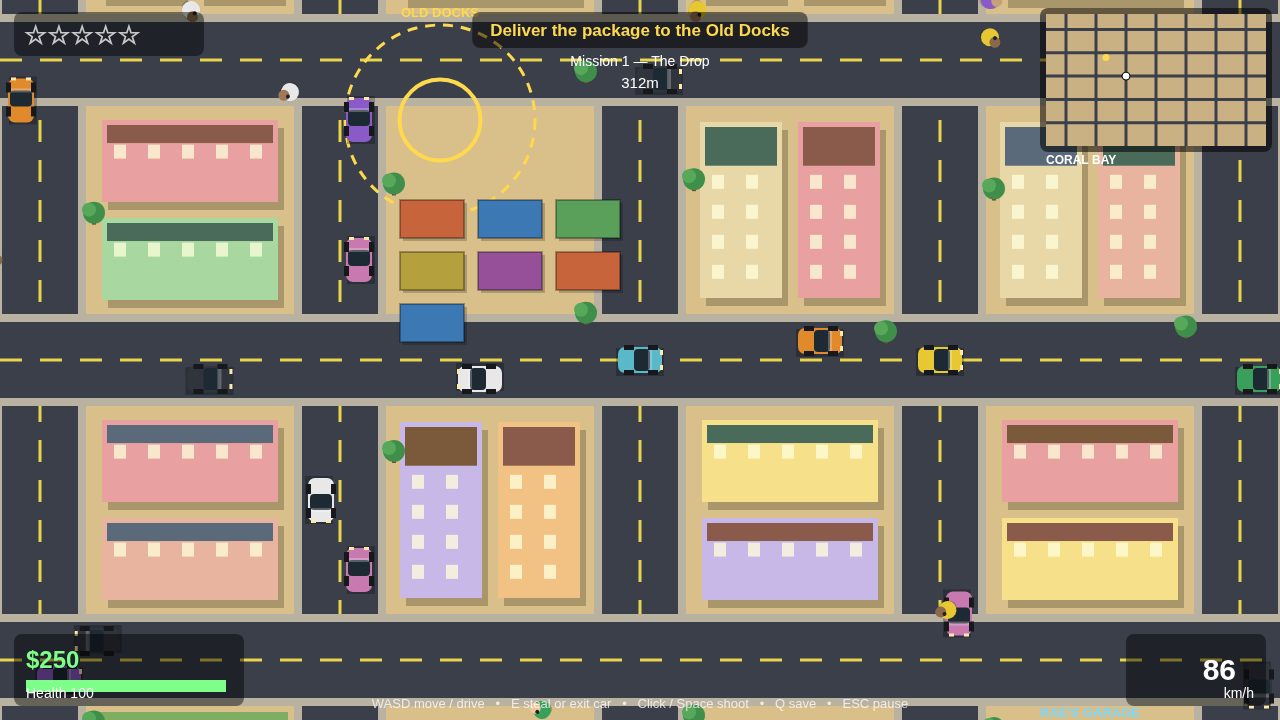 OLD DOCKS
☆☆☆☆☆
Deliver the package to the Old Docks
Mission 1 — The Drop
312m
CORAL BAY
$250
Health 100
86
km/h
WASD move / drive • E steal or exit car • Click / Space shoot • Q save • ESC pause